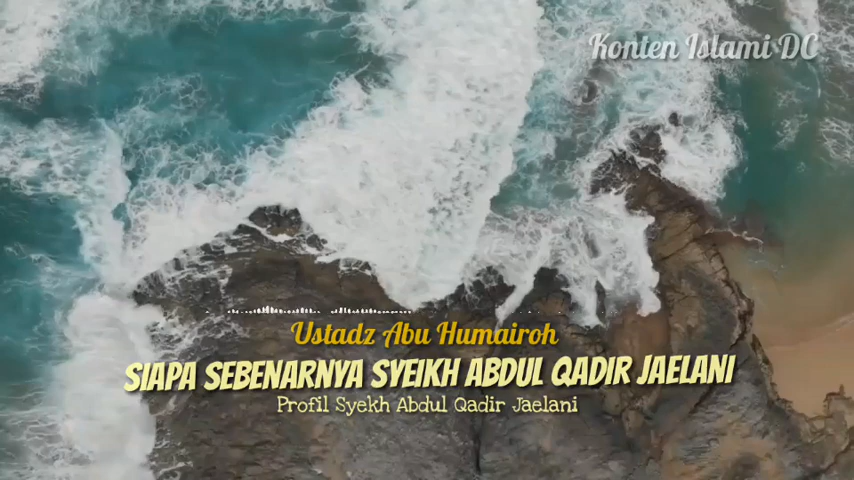 Konten Islami DC
Ustadz Abu Humairoh
SIAPA SEBENARNYA SYEIKH ABDUL QADIR JAELANI
Profil Syekh Abdul Qadir Jaelani